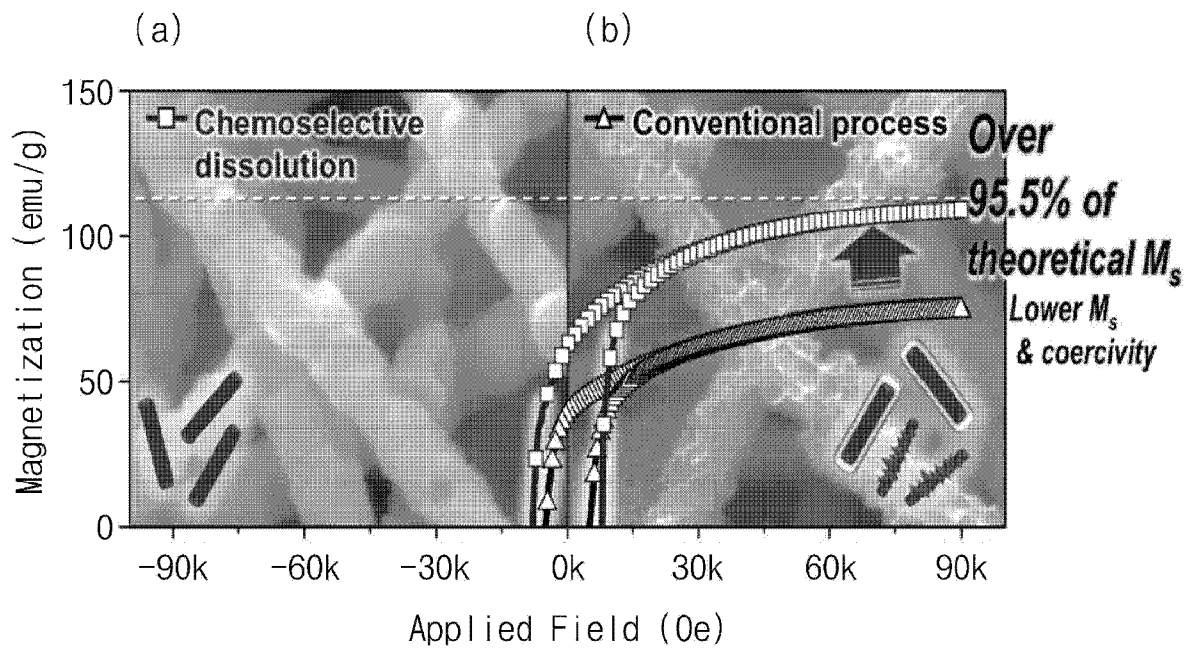 (a)
(b)
150
100
50
0
Magnetization (emu/g)
Chemoselective
dissolution
Conventional process
Over
95.5% of
theoretical Ms
Lower Ms
& coercivity
-90k
-60k
-30k
0k
30k
60k
90k
Applied Field (Oe)